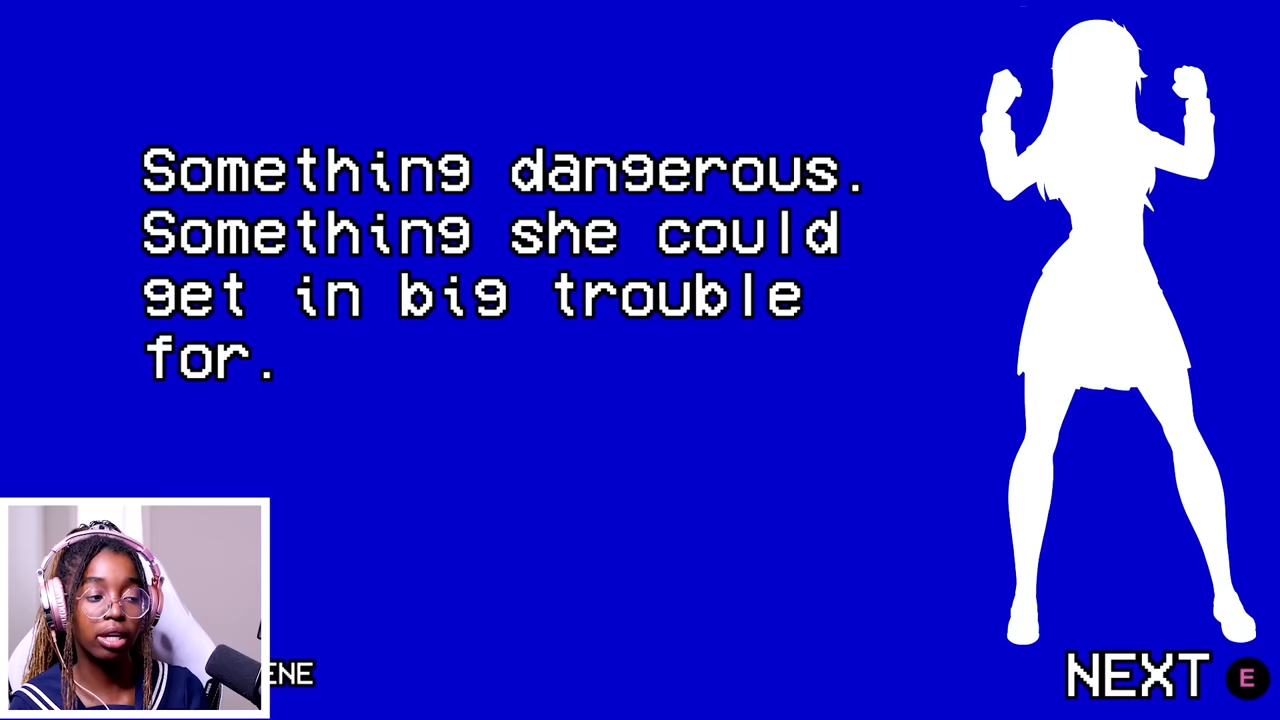 Something dangerous.
Something she could
get in big trouble
for.
ENE
NEXT E